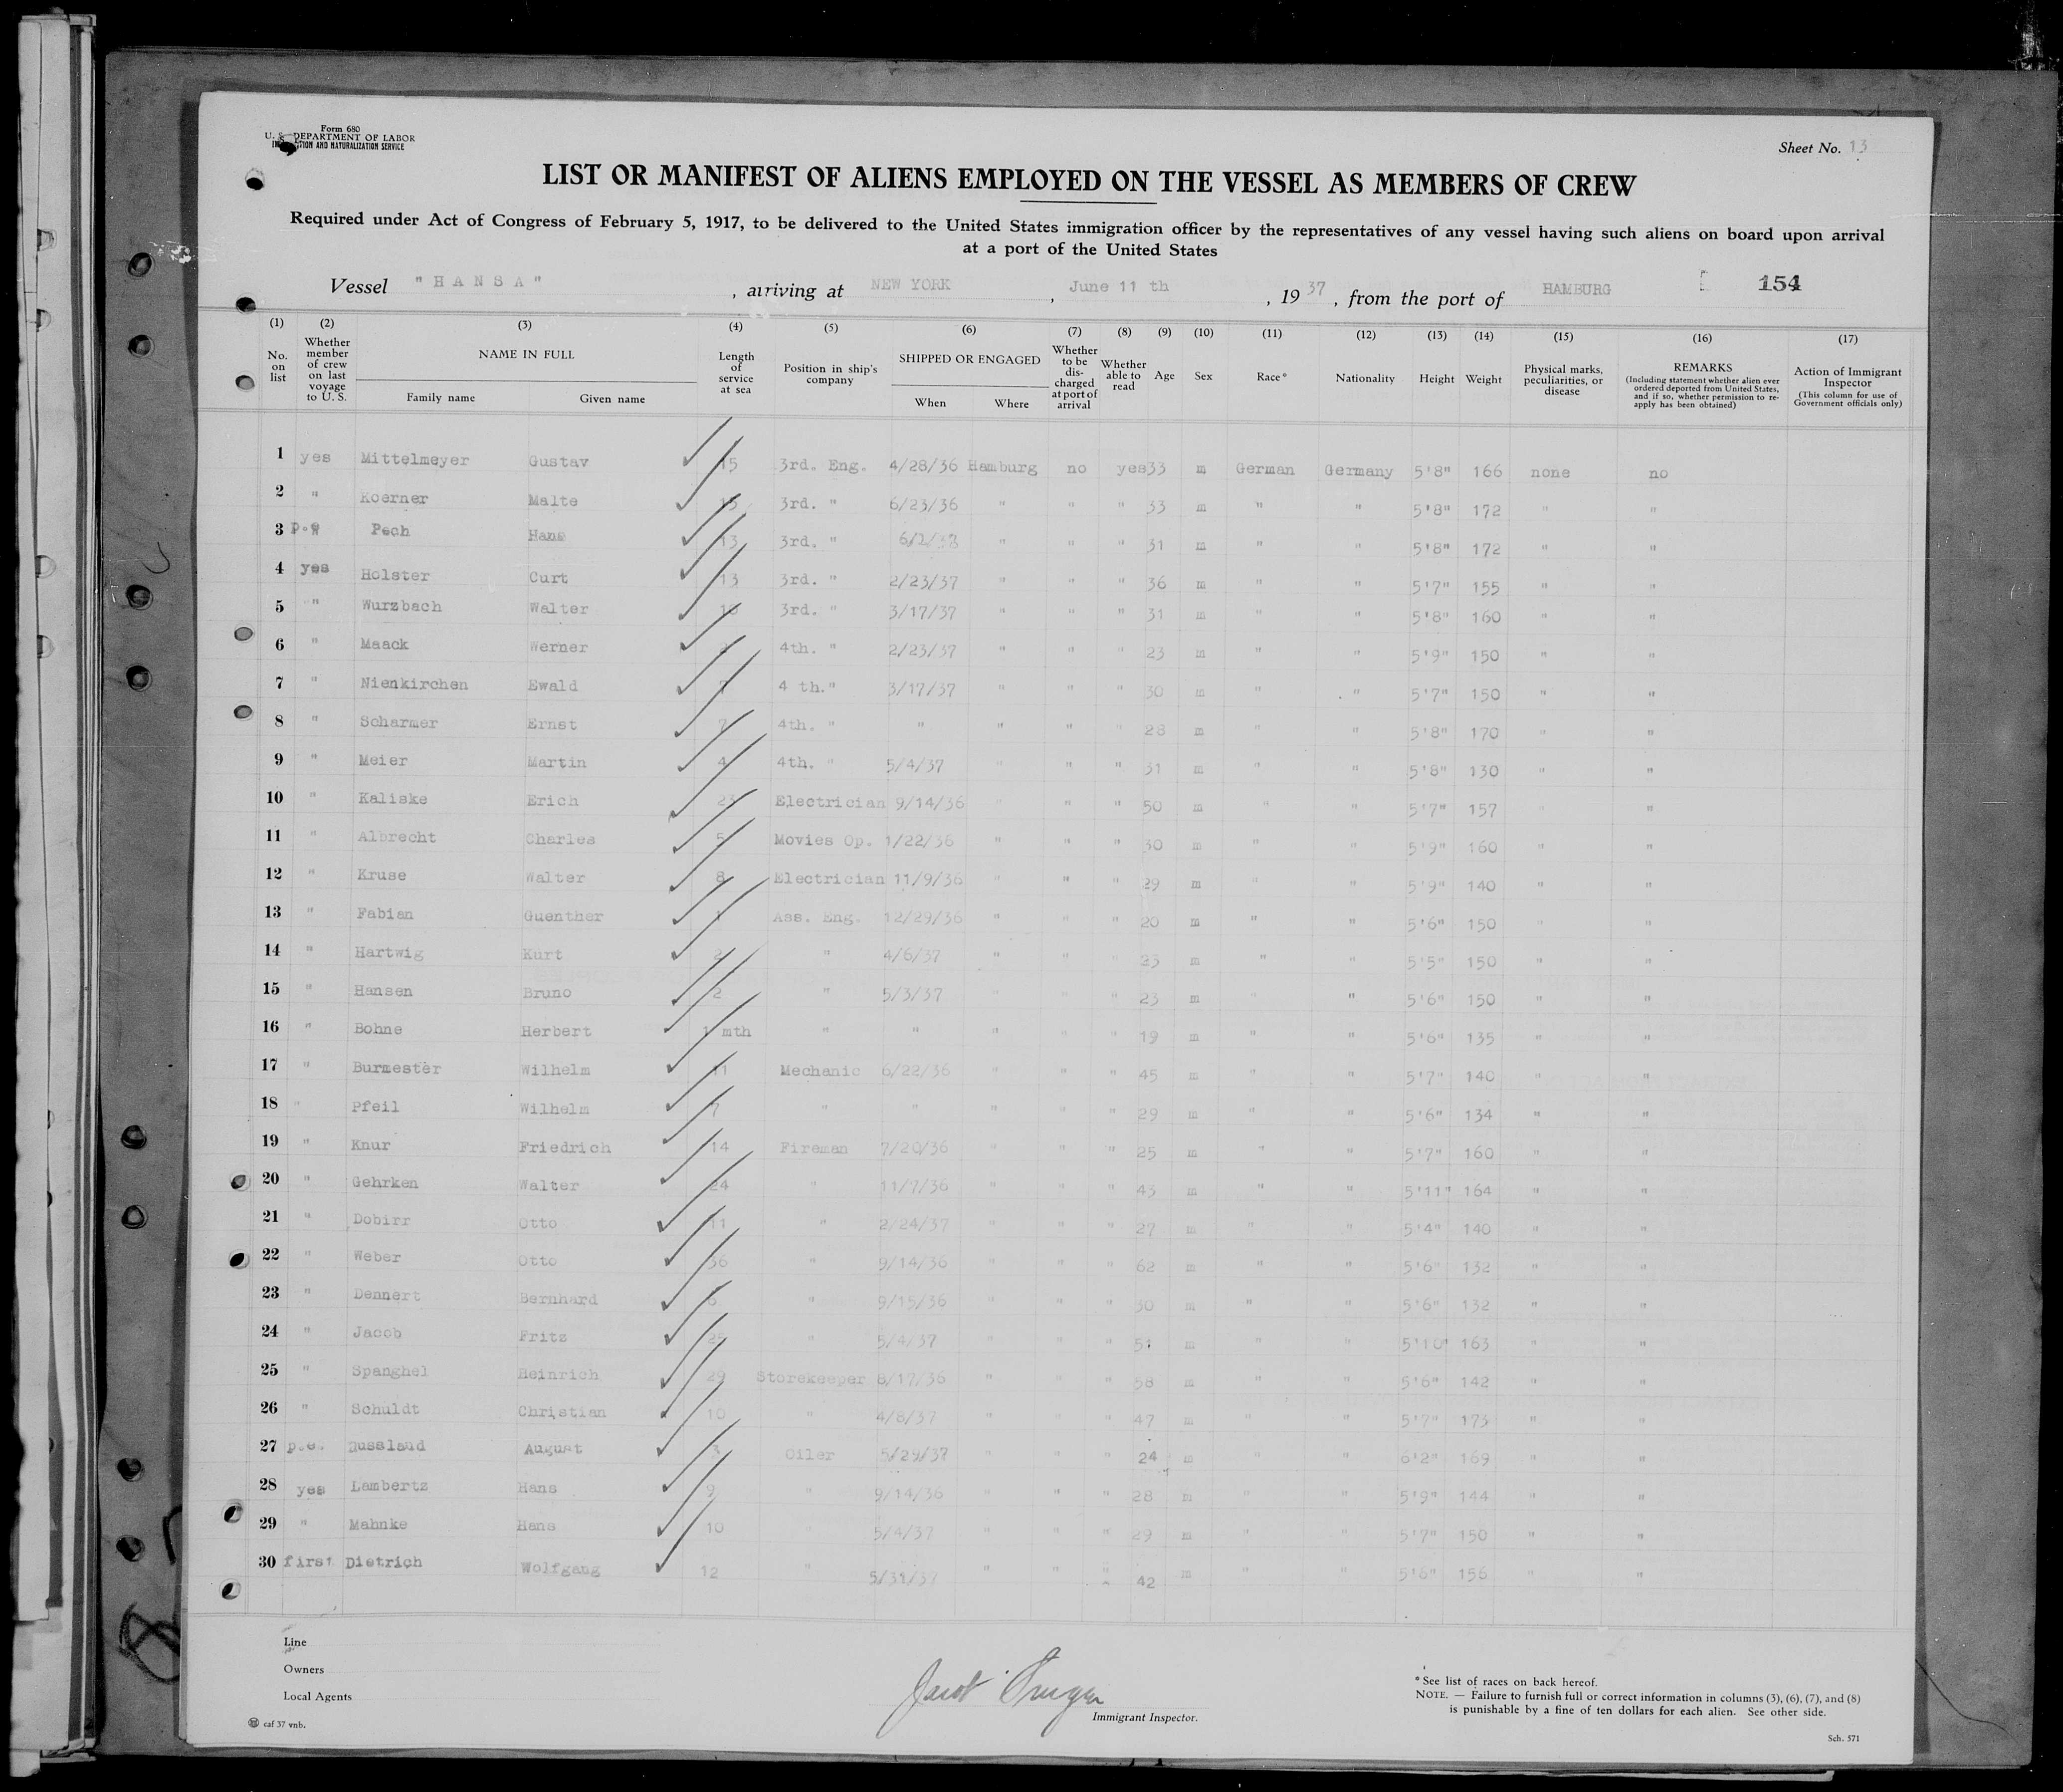 Form 680
U. S. DEPARTMENT OF LABOR
AND NATURALIZATION SERVICE
Sheet No. 13
LIST OR MANIFEST OF ALIENS EMPLOYED ON THE VESSEL AS MEMBERS OF CREW
Required under Act of Congress of February 5, 1917, to be delivered to the United States immigration officer by the representatives of any vessel having such aliens on board upon arrival
at a port of the United States
Vessel "HANSA", arriving at NEW YORK, June 11 th, 1937, from the port of HAMBURG 154
(1) (2) (3) (4) (5) (6) (7) (8) (9) (10) (11) (12) (13) (14) (15) (16) (17)
No. on list
Whether member of crew on last voyage to U. S.
NAME IN FULL
Family name Given name
Length of service at sea
Position in ship's company
SHIPPED OR ENGAGED
When Where
Whether to be discharged at port of arrival
Whether able to read
Age
Sex
Race*
Nationality
Height
Weight
Physical marks, peculiarities, or disease
REMARKS
(Including statement whether alien ever ordered deported from United States, and if so, whether permission to re-apply has been obtained)
Action of Immigrant Inspector
(This column for use of Government officials only)
1 yes Mittelmeyer Gustav 15 3rd. Eng. 4/28/36 Hamburg no yes 33 m German Germany 5'8" 166 none no
2 " Koerner Malte 3rd. " 6/23/36 " " " 33 m " " 5'8" 172 " "
3 Pech Hans 13 3rd. " " " " 31 m " " 5'8" 172 " "
4 yes Holster Curt 13 3rd. " 2/23/37 " " " 36 m " " 5'7" 155 " "
5 " Wurzbach Walter 3rd. " 3/17/37 " " " 31 m " " 5'8" 160 " "
6 " Maack Werner 4th. " 2/23/37 " " " 23 m " " 5'9" 150 " "
7 " Nienkirchen Ewald 7 4 th." 3/17/37 " " " 30 m " " 5'7" 150 " "
8 " Scharmer Ernst 7 4th. " " " " " 28 m " " 5'8" 170 " "
9 " Meier Martin 4 4th. " 5/4/37 " " " 31 m " " 5'8" 130 " "
10 " Kaliske Erich Electrician 9/14/36 " " " 50 m " " 5'7" 157 " "
11 " Albrecht Charles 5 Movies Op. 1/22/36 " " " 30 m " " 5'9" 160 " "
12 " Kruse Walter 8 Electrician 11/9/36 " " " 29 m " " 5'9" 140 " "
13 " Fabian Guenther 1 Ass. Eng. 12/29/36 " " " 20 m " " 5'6" 150 " "
14 " Hartwig Kurt 2 " 4/6/37 " " " 23 m " " 5'5" 150 " "
15 " Hansen Bruno 2 " 5/3/37 " " " 23 m " " 5'6" 150 " "
16 " Bohne Herbert 1 mth " " " " " 19 m " " 5'6" 135 " "
17 " Burmester Wilhelm 11 Mechanic 6/22/36 " " " 45 m " " 5'7" 140 " "
18 " Pfeil Wilhelm 7 " " " " " 29 m " " 5'6" 134 " "
19 " Knur Friedrich 14 Fireman 7/20/36 " " " 25 m " " 5'7" 160 " "
20 " Gehrken Walter 24 " 11/7/36 " " " 43 m " " 5'11" 164 " "
21 " Dobirr Otto 11 " 2/24/37 " " " 27 m " " 5'4" 140 " "
22 " Weber Otto 36 " 9/14/36 " " " 62 m " " 5'6" 132 " "
23 " Dennert Bernhard 6 " 9/15/36 " " " 30 m " " 5'6" 132 " "
24 " Jacob Fritz " 5/4/37 " " " 51 m " " 5'10" 163 " "
25 " Spanghel Heinrich 29 Storekeeper 8/17/36 " " " 58 m " " 5'6" 142 " "
26 " Schuldt Christian 10 " 4/8/37 " " " 47 m " " 5'7" 173 " "
27 p.e. Russland August 3 Oiler 5/29/37 " " " 24 m " " 6'2" 169 " "
28 yes Lambertz Hans 9 " 9/14/36 " " " 28 m " " 5'9" 144 " "
29 " Mahnke Hans 10 " 5/4/37 " " " 29 m " " 5'7" 150 " "
30 first Dietrich Wolfgang 12 " 5/31/37 " " " 42 m " " 5'6" 156 " "
Line
Owners
Local Agents
caf 37 vnb.
Immigrant Inspector.
* See list of races on back hereof.
NOTE. — Failure to furnish full or correct information in columns (3), (6), (7), and (8)
is punishable by a fine of ten dollars for each alien. See other side.
Sch. 571